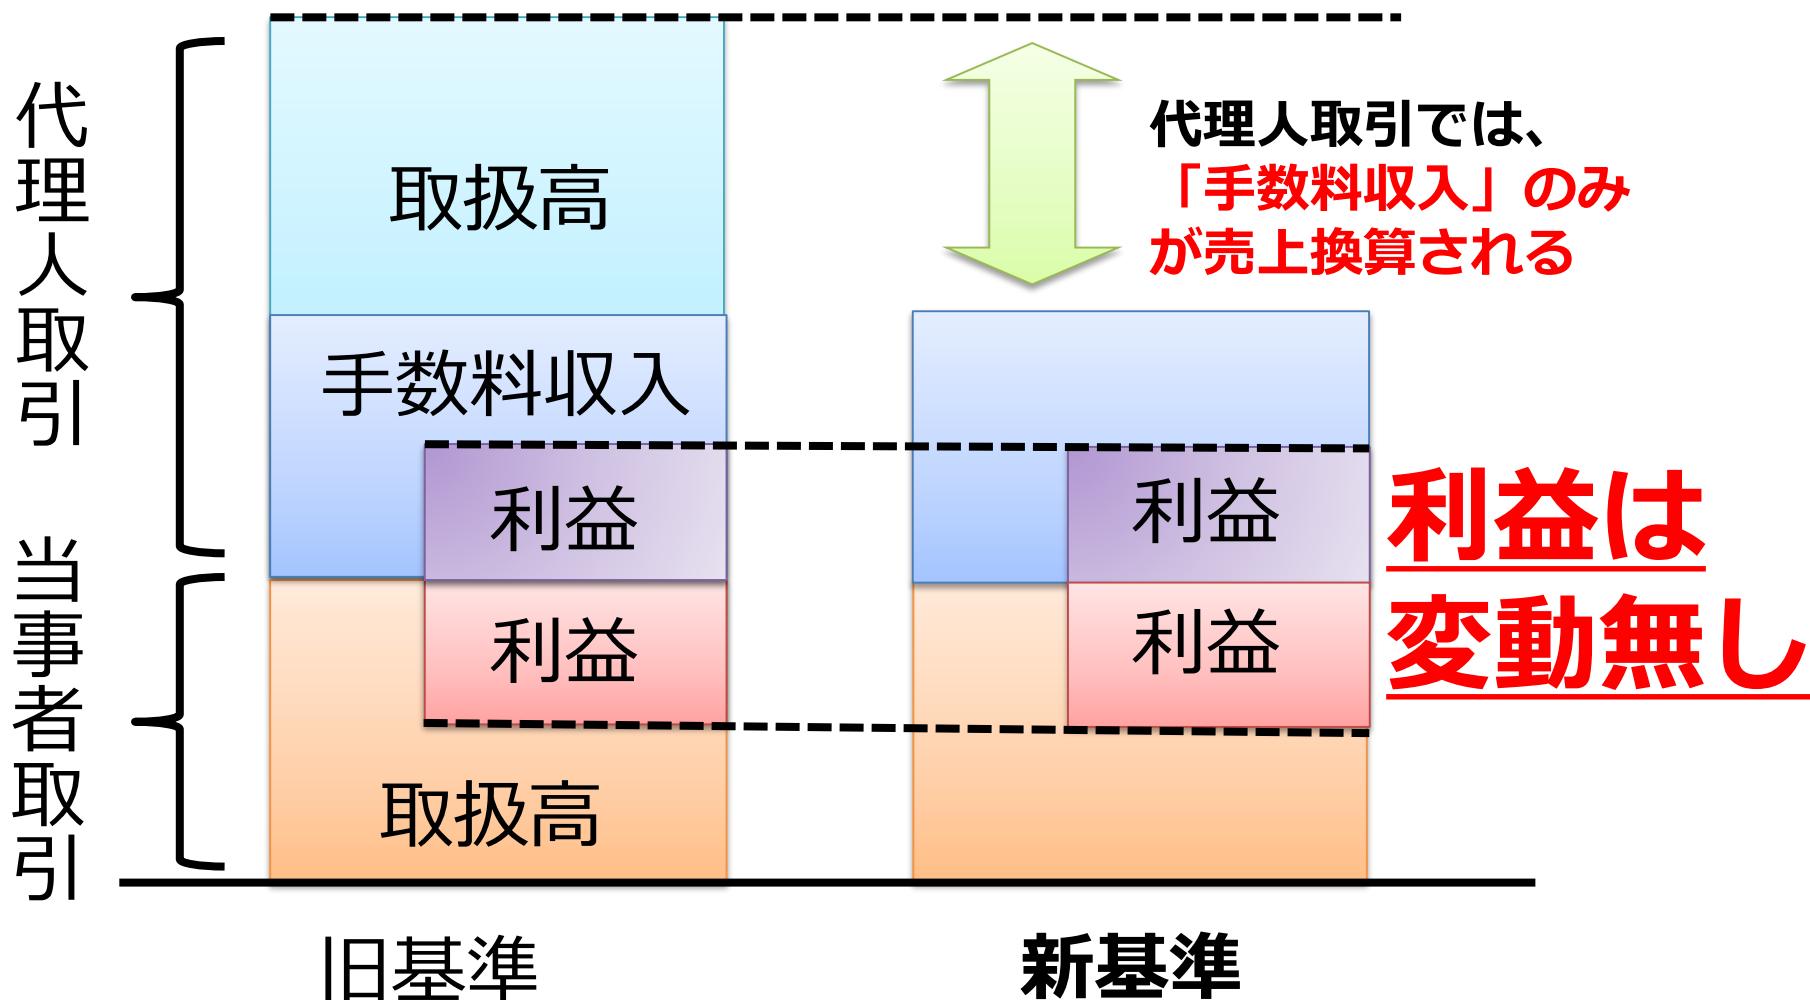 代理人取引
取扱高
代理人取引では、
「手数料収入」のみ
が売上換算される
手数料収入
利益
利益
利益は
変動無し
当事者取引
利益
利益
取扱高
旧基準
新基準